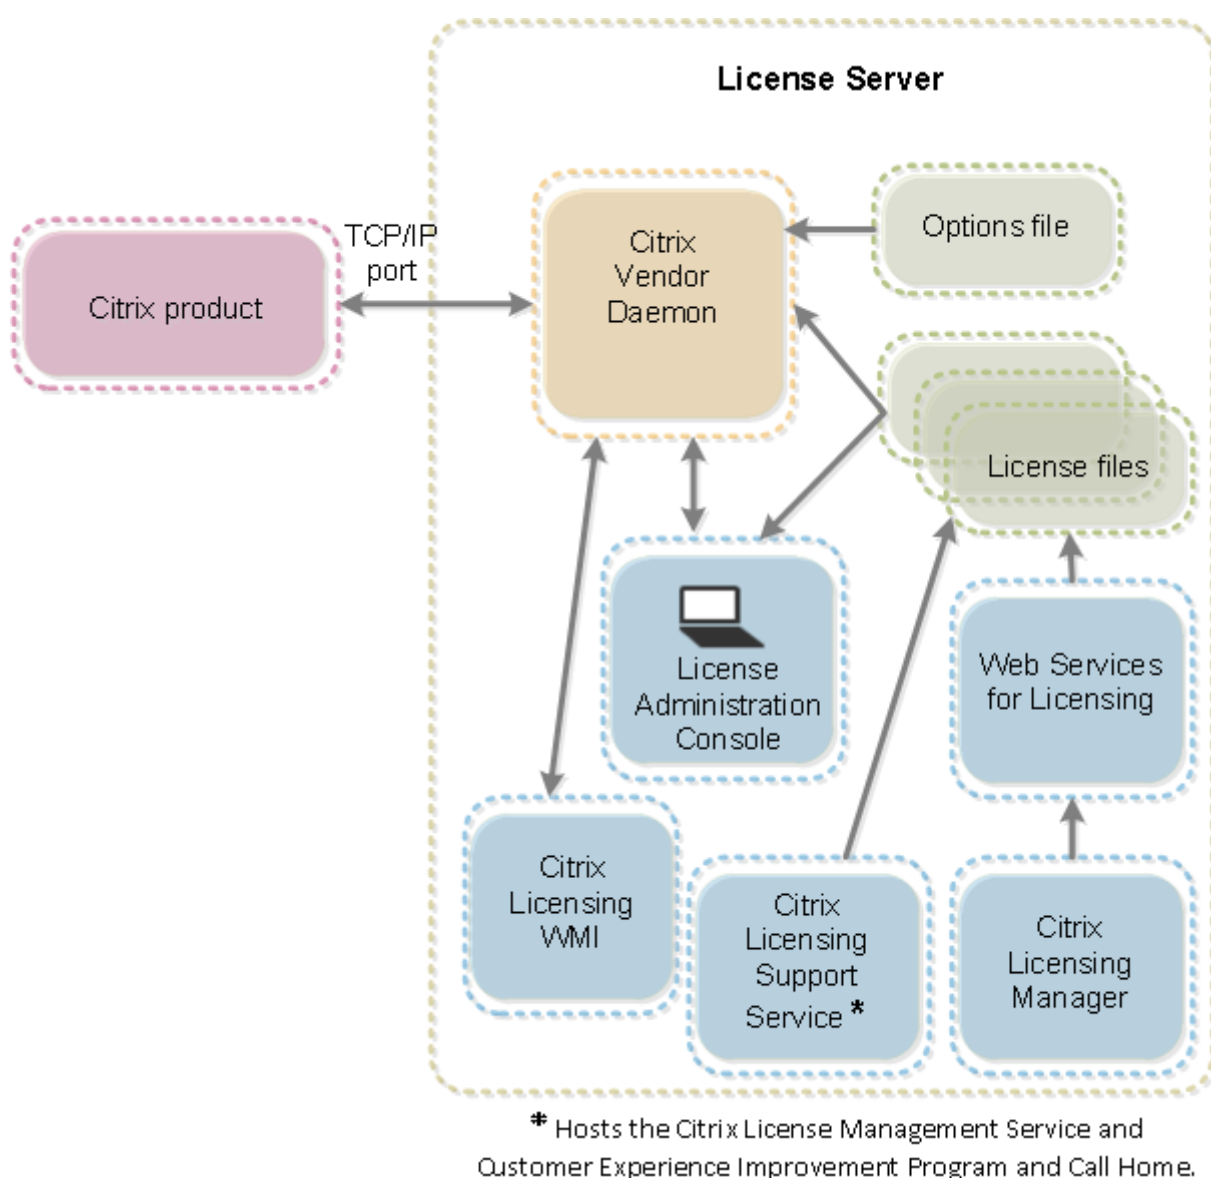 License Server
TCP/IP
port
Citrix product
Citrix
Vendor
Daemon
Options file
License files
License
Administration
Console
Web Services
for Licensing
Citrix
Licensing
WMI
Citrix
Licensing
Support
Service *
Citrix
Licensing
Manager
* Hosts the Citrix License Management Service and
Customer Experience Improvement Program and Call Home.